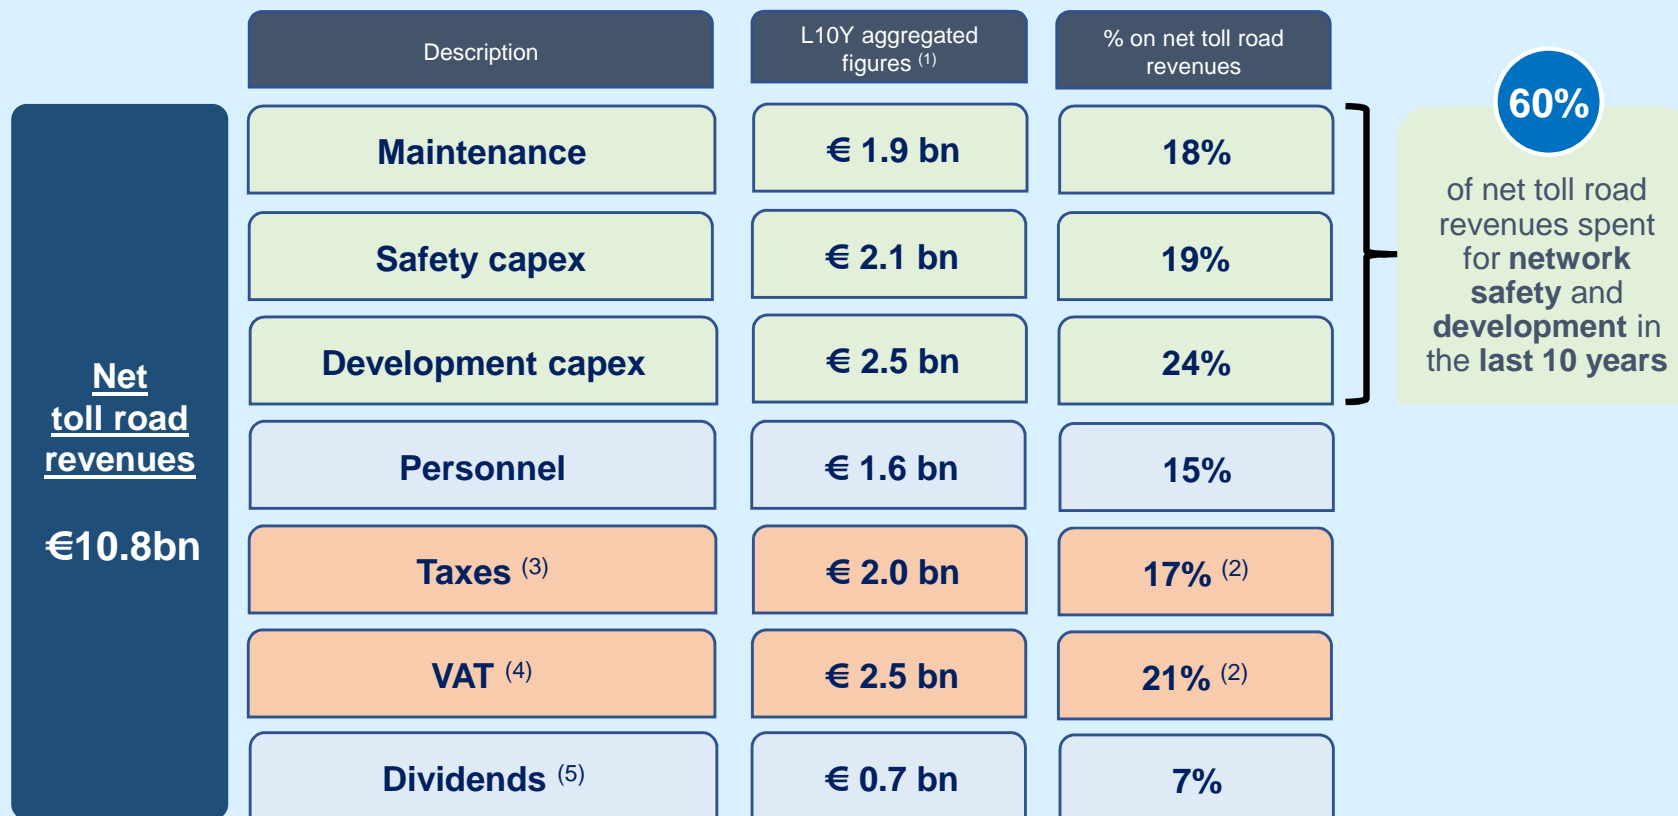 Description
L10Y aggregated
figures (1)
% on net toll road
revenues
Net
toll road
revenues
€10.8bn
Maintenance
€ 1.9 bn
18%
Safety capex
€ 2.1 bn
19%
Development capex
€ 2.5 bn
24%
Personnel
€ 1.6 bn
15%
Taxes (3)
€ 2.0 bn
17% (2)
VAT (4)
€ 2.5 bn
21% (2)
Dividends (5)
€ 0.7 bn
7%
60%
of net toll road
revenues spent
for network
safety and
development in
the last 10 years